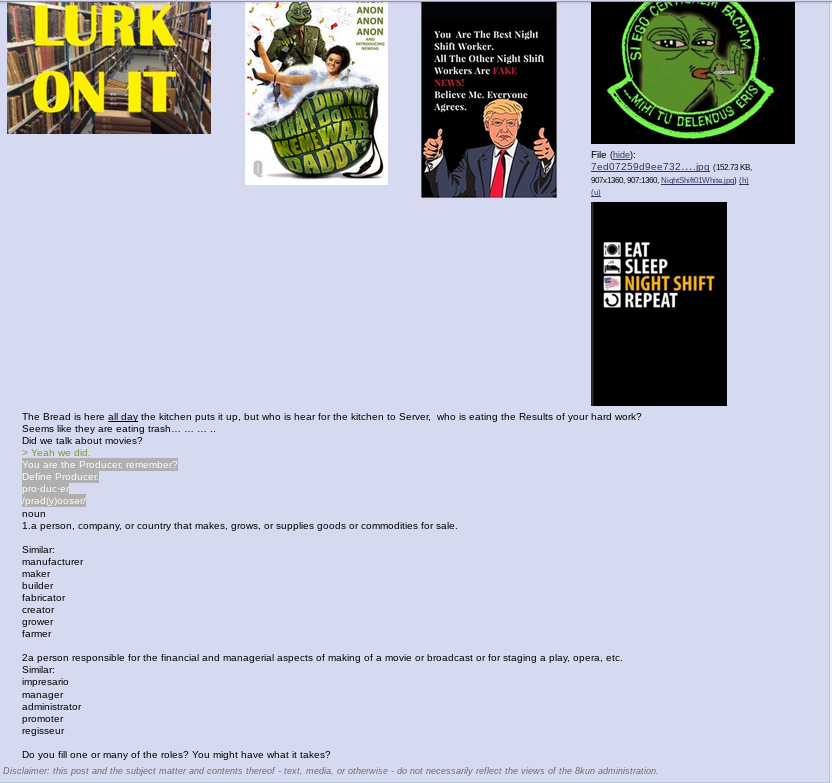 LURK
ON IT
ANON
ANON
ANON
ANON
AND
INTRODUCING
NEWFAG
WHAT DID YOU
DO IN THE
MEME WAR
DADDY?
Q
You Are The Best Night
Shift Worker.
All The Other Night Shift
Workers Are FAKE
NEWS!
Believe Me. Everyone
Agrees.
SI EGO CERTIOREM FACIAM
...MIHI TU DELENDUS ERIS
File (hide):
7ed07259d9ee732….jpg (152.73 KB,
907x1360, 907:1360, NightShift01White.jpg) (h)
(u)
EAT
SLEEP
NIGHT SHIFT
REPEAT
The Bread is here all day the kitchen puts it up, but who is hear for the kitchen to Server,  who is eating the Results of your hard work?
Seems like they are eating trash… … … ..
Did we talk about movies?
> Yeah we did.
You are the Producer, remember?
Define Producer.
pro·duc·er
/prəˈd(y)o͞osər/
noun
1.a person, company, or country that makes, grows, or supplies goods or commodities for sale.
Similar:
manufacturer
maker
builder
fabricator
creator
grower
farmer
2a person responsible for the financial and managerial aspects of making of a movie or broadcast or for staging a play, opera, etc.
Similar:
impresario
manager
administrator
promoter
regisseur
Do you fill one or many of the roles? You might have what it takes?
Disclaimer: this post and the subject matter and contents thereof - text, media, or otherwise - do not necessarily reflect the views of the 8kun administration.